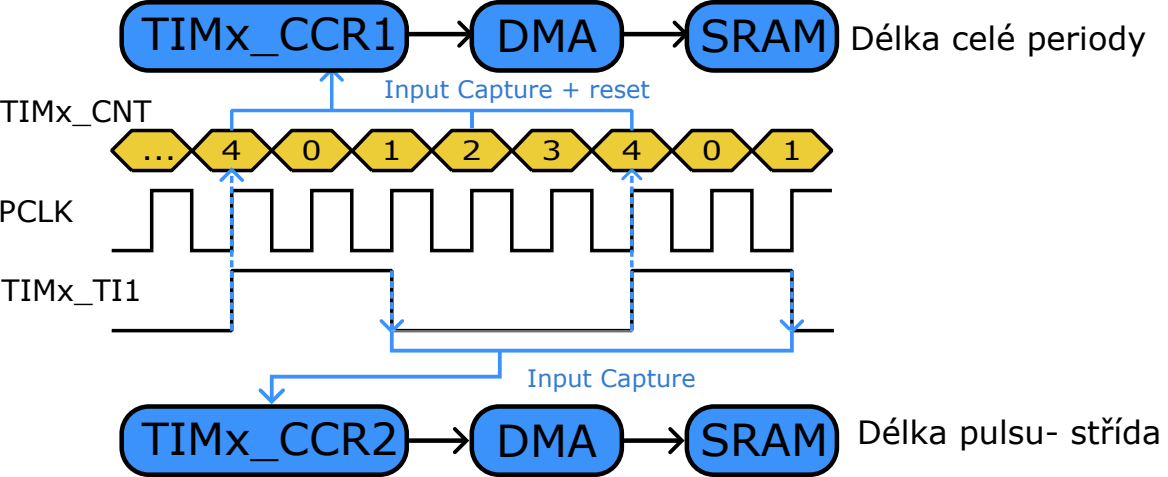 TIMx_CCR1 DMA SRAM Délka celé periody
Input Capture + reset
TIMx_CNT
... 4 0 1 2 3 4 0 1
PCLK
TIMx_TI1
Input Capture
TIMx_CCR2 DMA SRAM Délka pulsu- střída